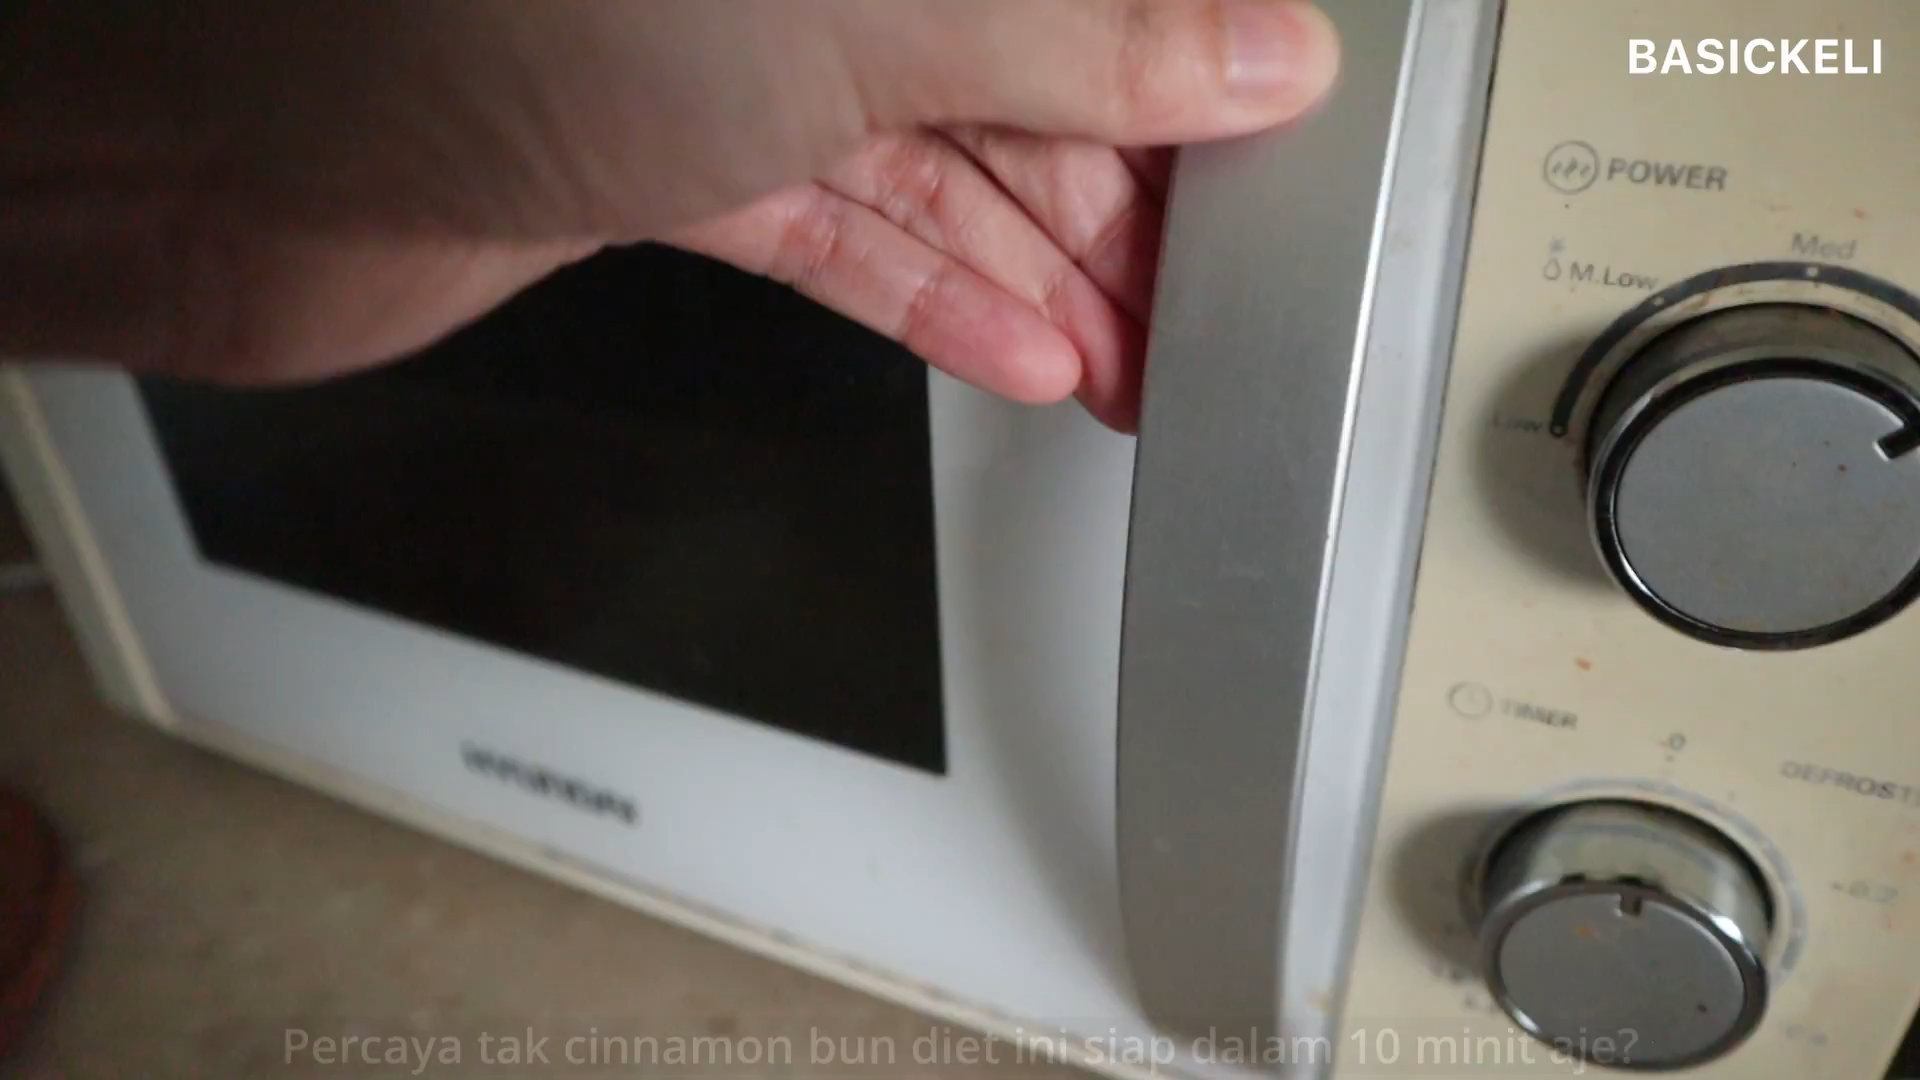 BASICKELI
POWER
Med
M.Low
Low
TIMER
0
DEFROST
Percaya tak cinnamon bun diet ini siap dalam 10 minit aje?